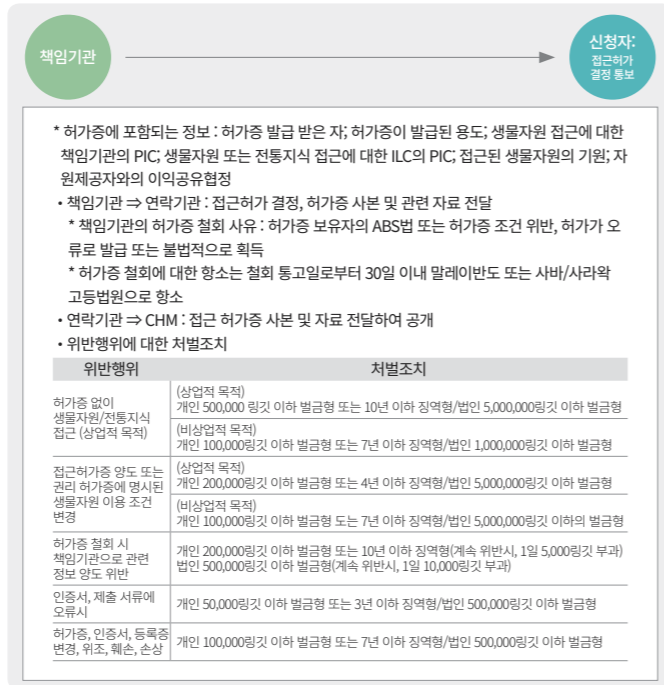 책임기관
신청자:
접근허가
결정 통보
* 허가증에 포함되는 정보 : 허가증 발급 받은 자; 허가증이 발급된 용도; 생물자원 접근에 대한
책임기관의 PIC; 생물자원 또는 전통지식 접근에 대한 ILC의 PIC; 접근된 생물자원의 기원; 자
원제공자와의 이익공유협정
• 책임기관 ⇒ 연락기관 : 접근허가 결정, 허가증 사본 및 관련 자료 전달
* 책임기관의 허가증 철회 사유 : 허가증 보유자의 ABS법 또는 허가증 조건 위반, 허가가 오
류로 발급 또는 불법적으로 획득
* 허가증 철회에 대한 항소는 철회 통고일로부터 30일 이내 말레이반도 또는 사바/사라왁
고등법원으로 항소
• 연락기관 ⇒ CHM : 접근 허가증 사본 및 자료 전달하여 공개
• 위반행위에 대한 처벌조치
위반행위
처벌조치
허가증 없이
생물자원/전통지식
접근 (상업적 목적)
(상업적 목적)
개인 500,000 링깃 이하 벌금형 또는 10년 이하 징역형/법인 5,000,000링깃 이하 벌금형
(비상업적 목적)
개인 100,000링깃 이하 벌금형 또는 7년 이하 징역형/법인 1,000,000링깃 이하 벌금형
접근허가증 양도 또는
권리 허가증에 명시된
생물자원 이용 조건
변경
(상업적 목적)
개인 200,000링깃 이하 벌금형 또는 4년 이하 징역형/법인 5,000,000링깃 이하 벌금형
(비상업적 목적)
개인 100,000링깃 이하 벌금형 도는 7년 이하 징역형/법인 5,000,000링깃 이하의 벌금형
허가증 철회 시
책임기관으로 관련
정보 양도 위반
개인 200,000링깃 이하 벌금형 또는 10년 이하 징역형(계속 위반시, 1일 5,000링깃 부과)
법인 500,000링깃 이하 벌금형(계속 위반시, 1일 10,000링깃 부과)
인증서, 제출 서류에
오류시
개인 50,000링깃 이하 벌금형 또는 3년 이하 징역형/법인 500,000링깃 이하 벌금형
허가증, 인증서, 등록증
변경, 위조, 훼손, 손상
개인 100,000링깃 이하 벌금형 또는 7년 이하 징역형/법인 500,000링깃 이하 벌금형